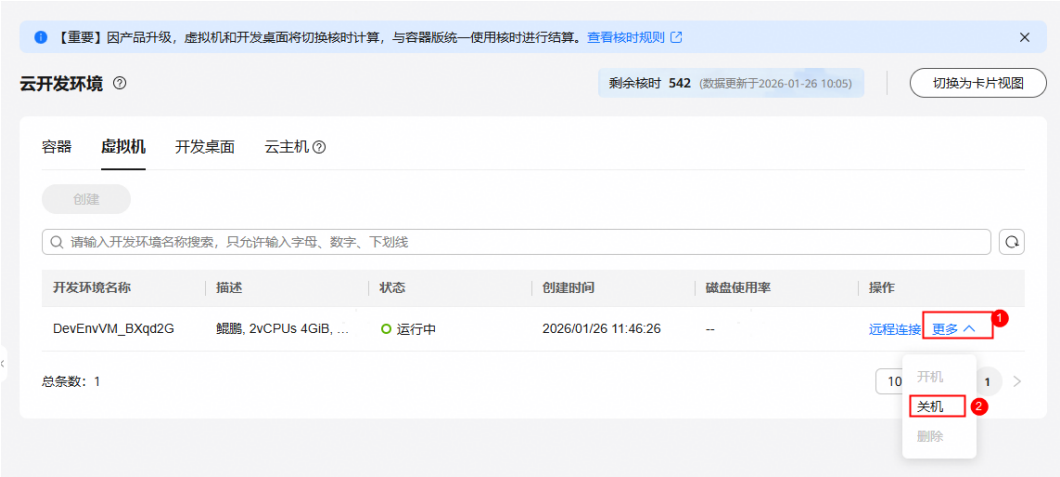 【重要】因产品升级，虚拟机和开发桌面将切换核时计算，与容器版统一使用核时进行结算。查看核时规则
云开发环境
剩余核时 542 (数据更新于2026-01-26 10:05)
切换为卡片视图
容器 虚拟机 开发桌面 云主机
创建
请输入开发环境名称搜索，只允许输入字母、数字、下划线
开发环境名称 描述 状态 创建时间 磁盘使用率 操作
DevEnvVM_BXqd2G 鲲鹏, 2vCPUs 4GiB, ... 运行中 2026/01/26 11:46:26 -- 远程连接 更多 1
总条数：1 10 1
开机
关机 2
删除